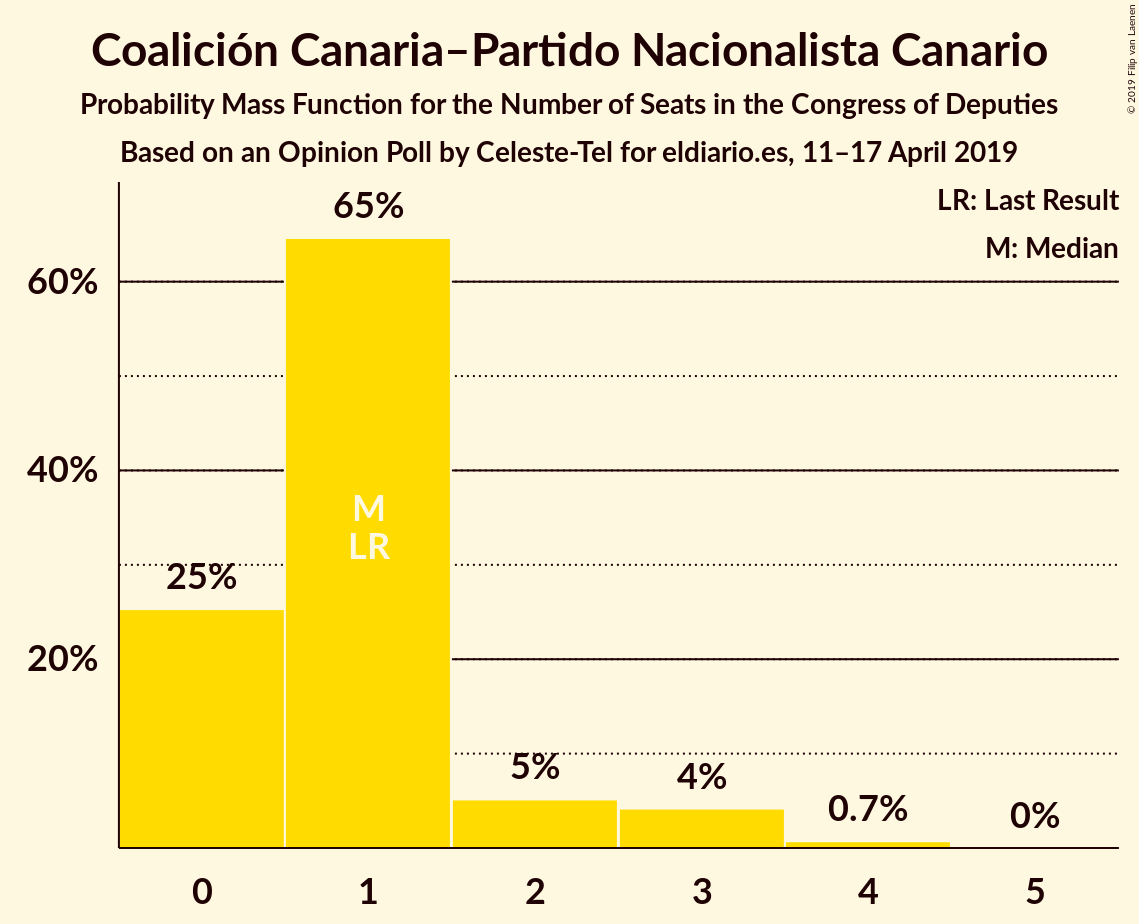 Coalición Canaria–Partido Nacionalista Canario
Probability Mass Function for the Number of Seats in the Congress of Deputies
Based on an Opinion Poll by Celeste-Tel for eldiario.es, 11–17 April 2019
© 2019 Filip van Laenen
LR: Last Result
M: Median
65%
60%
40%
M
LR
25%
20%
5%
4%
0.7%
0%
0 1 2 3 4 5